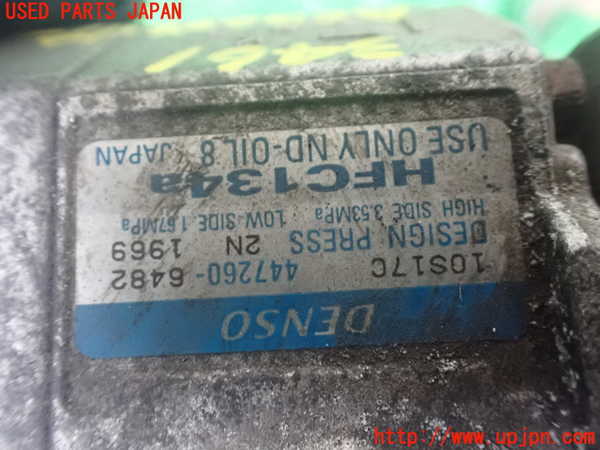 USED PARTS JAPAN
DENSO
10S17C
447260-6482
DESIGN PRESS 2N 1969
HIGH SIDE 3.53MPa : LOW SIDE 1.67MPa
HFC134a
USE ONLY ND-OIL 8 JAPAN
(C) U-PARTS
http://www.upjpn.com/